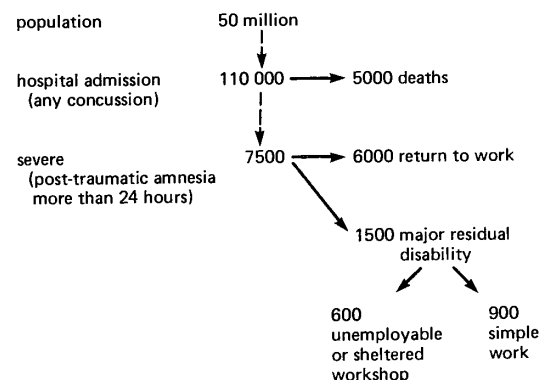 population 50 million
hospital admission 110 000 5000 deaths
(any concussion)
severe 7500 6000 return to work
(post-traumatic amnesia
more than 24 hours)
1500 major residual
disability
600
unemployable
or sheltered
workshop
900
simple
work